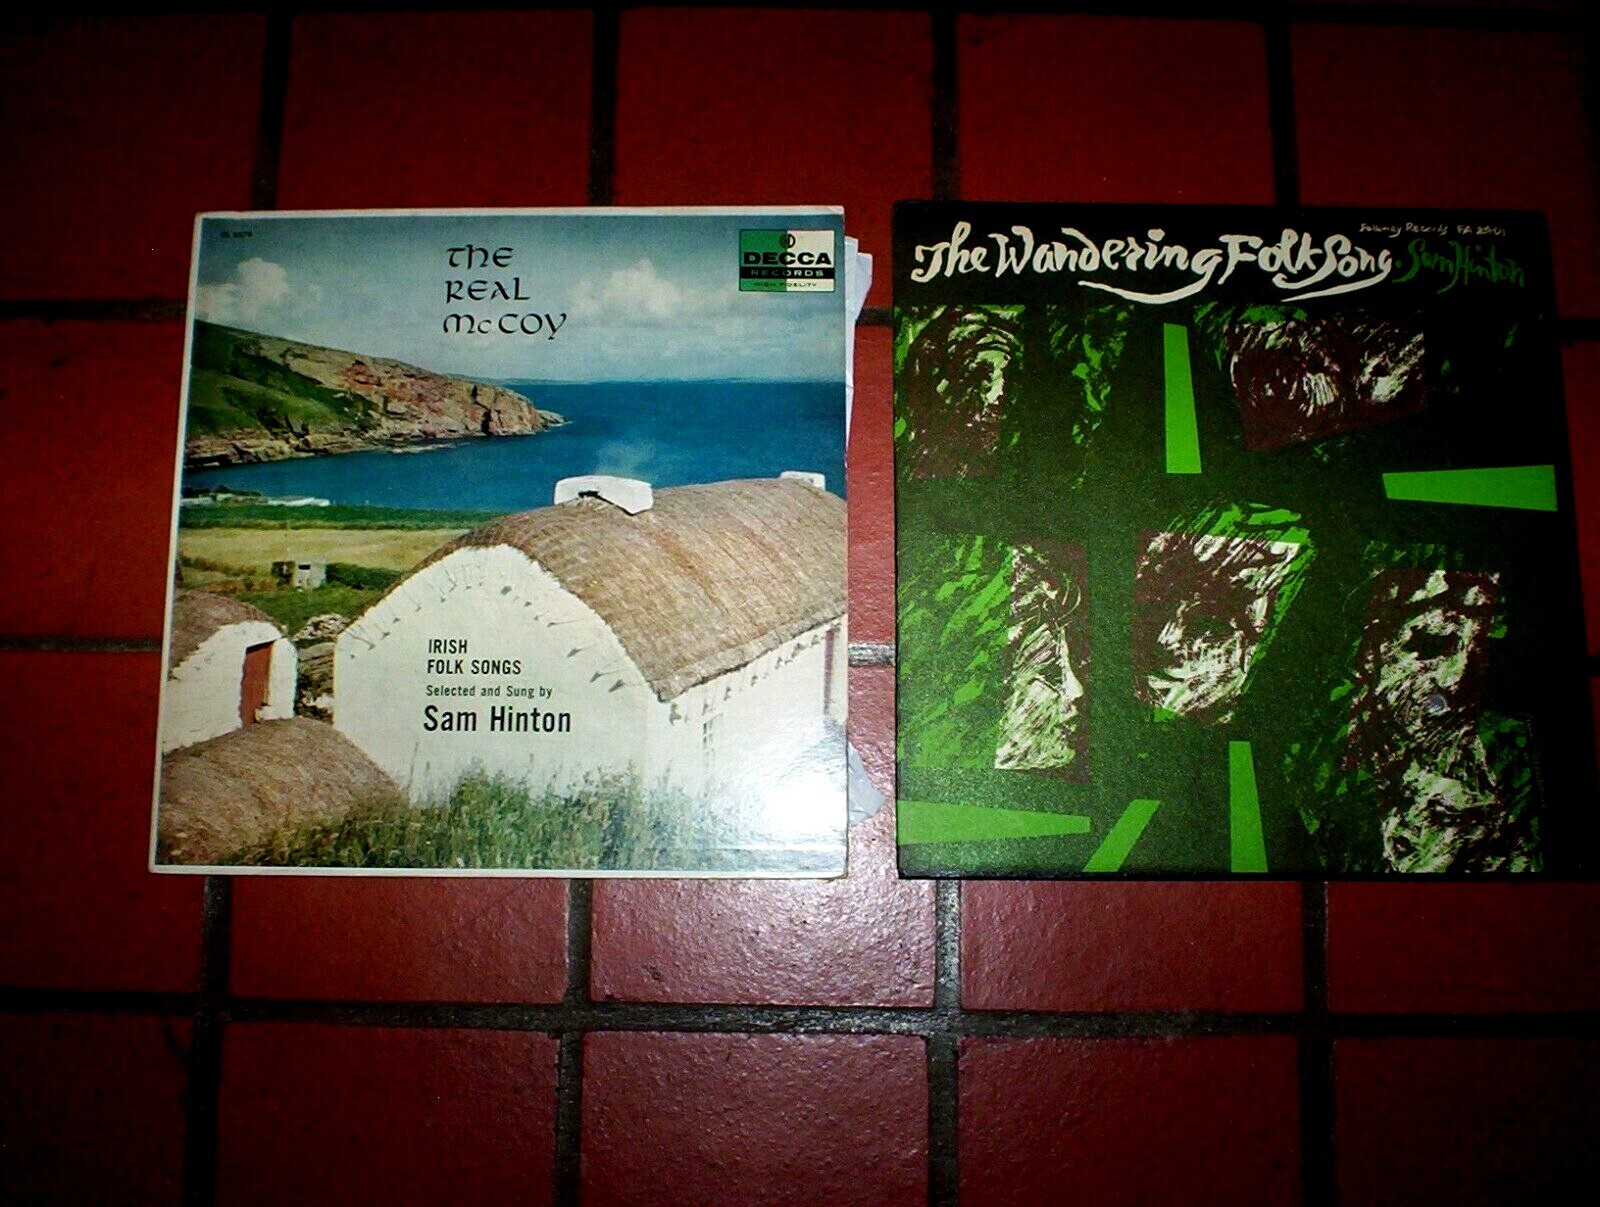 THE
REAL
McCOY
DECCA
RECORDS
HIGH FIDELITY
IRISH
FOLK SONGS
Selected and Sung by
Sam Hinton
Folkway Records FA 2401
The Wandering Folk Song. Sam Hinton